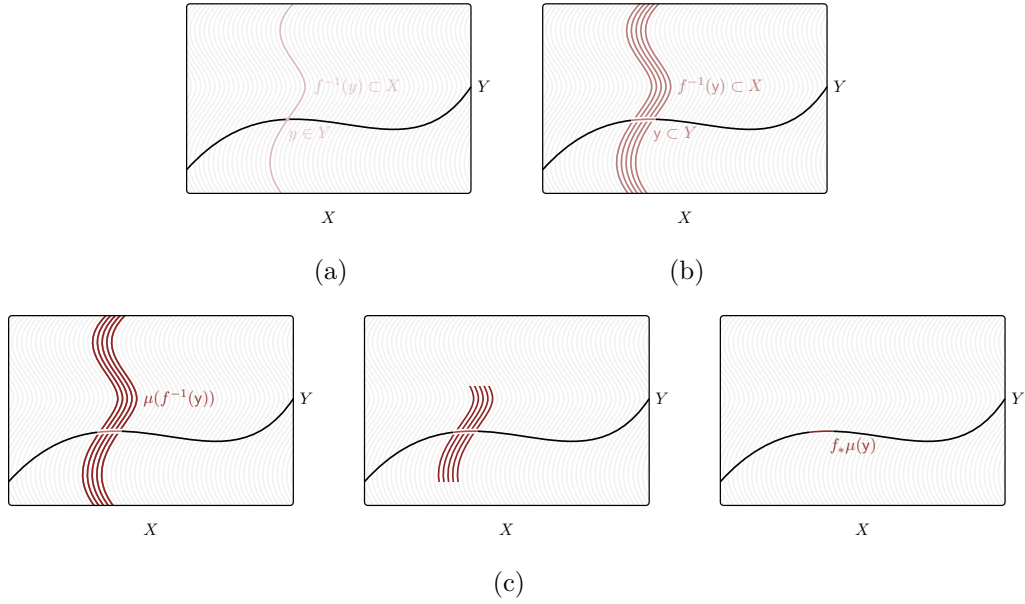 f⁻¹(y) ⊂ X
Y
y ∈ Y
X
(a)
f⁻¹(y) ⊂ X
Y
y ⊂ Y
X
(b)
μ(f⁻¹(y))
Y
X
Y
X
Y
f∗μ(y)
X
(c)